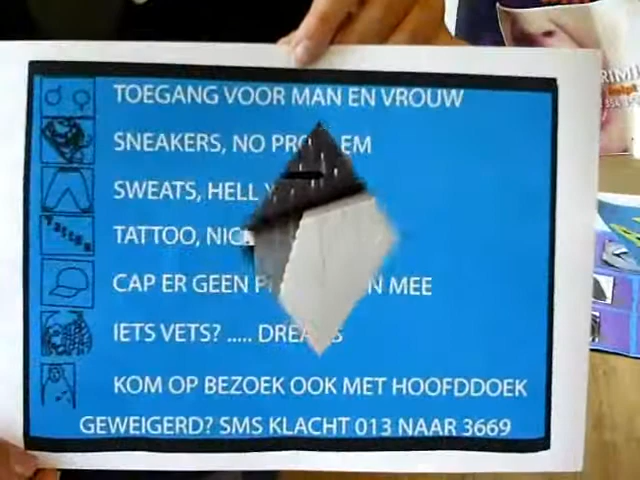 TOEGANG VOOR MAN EN VROUW
SNEAKERS, NO PR EM
SWEATS, HELL
TATTOO, NIC
CAP ER GEEN P N MEE
IETS VETS? ..... DREA S
KOM OP BEZOEK OOK MET HOOFDDOEK
GEWEIGERD? SMS KLACHT 013 NAAR 3669